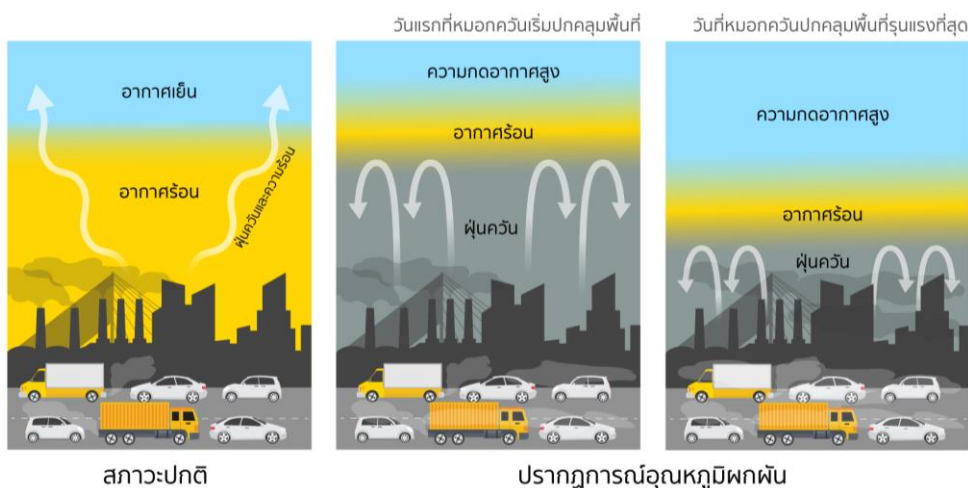 วันแรกที่หมอกควันเริ่มปกคลุมพื้นที่
วันที่หมอกควันปกคลุมพื้นที่รุนแรงที่สุด
อากาศเย็น
อากาศร้อน
ฝุ่นควันและความร้อน
ความกดอากาศสูง
อากาศร้อน
ฝุ่นควัน
ความกดอากาศสูง
อากาศร้อน
ฝุ่นควัน
สภาวะปกติ
ปรากฏการณ์อุณหภูมิผกผัน